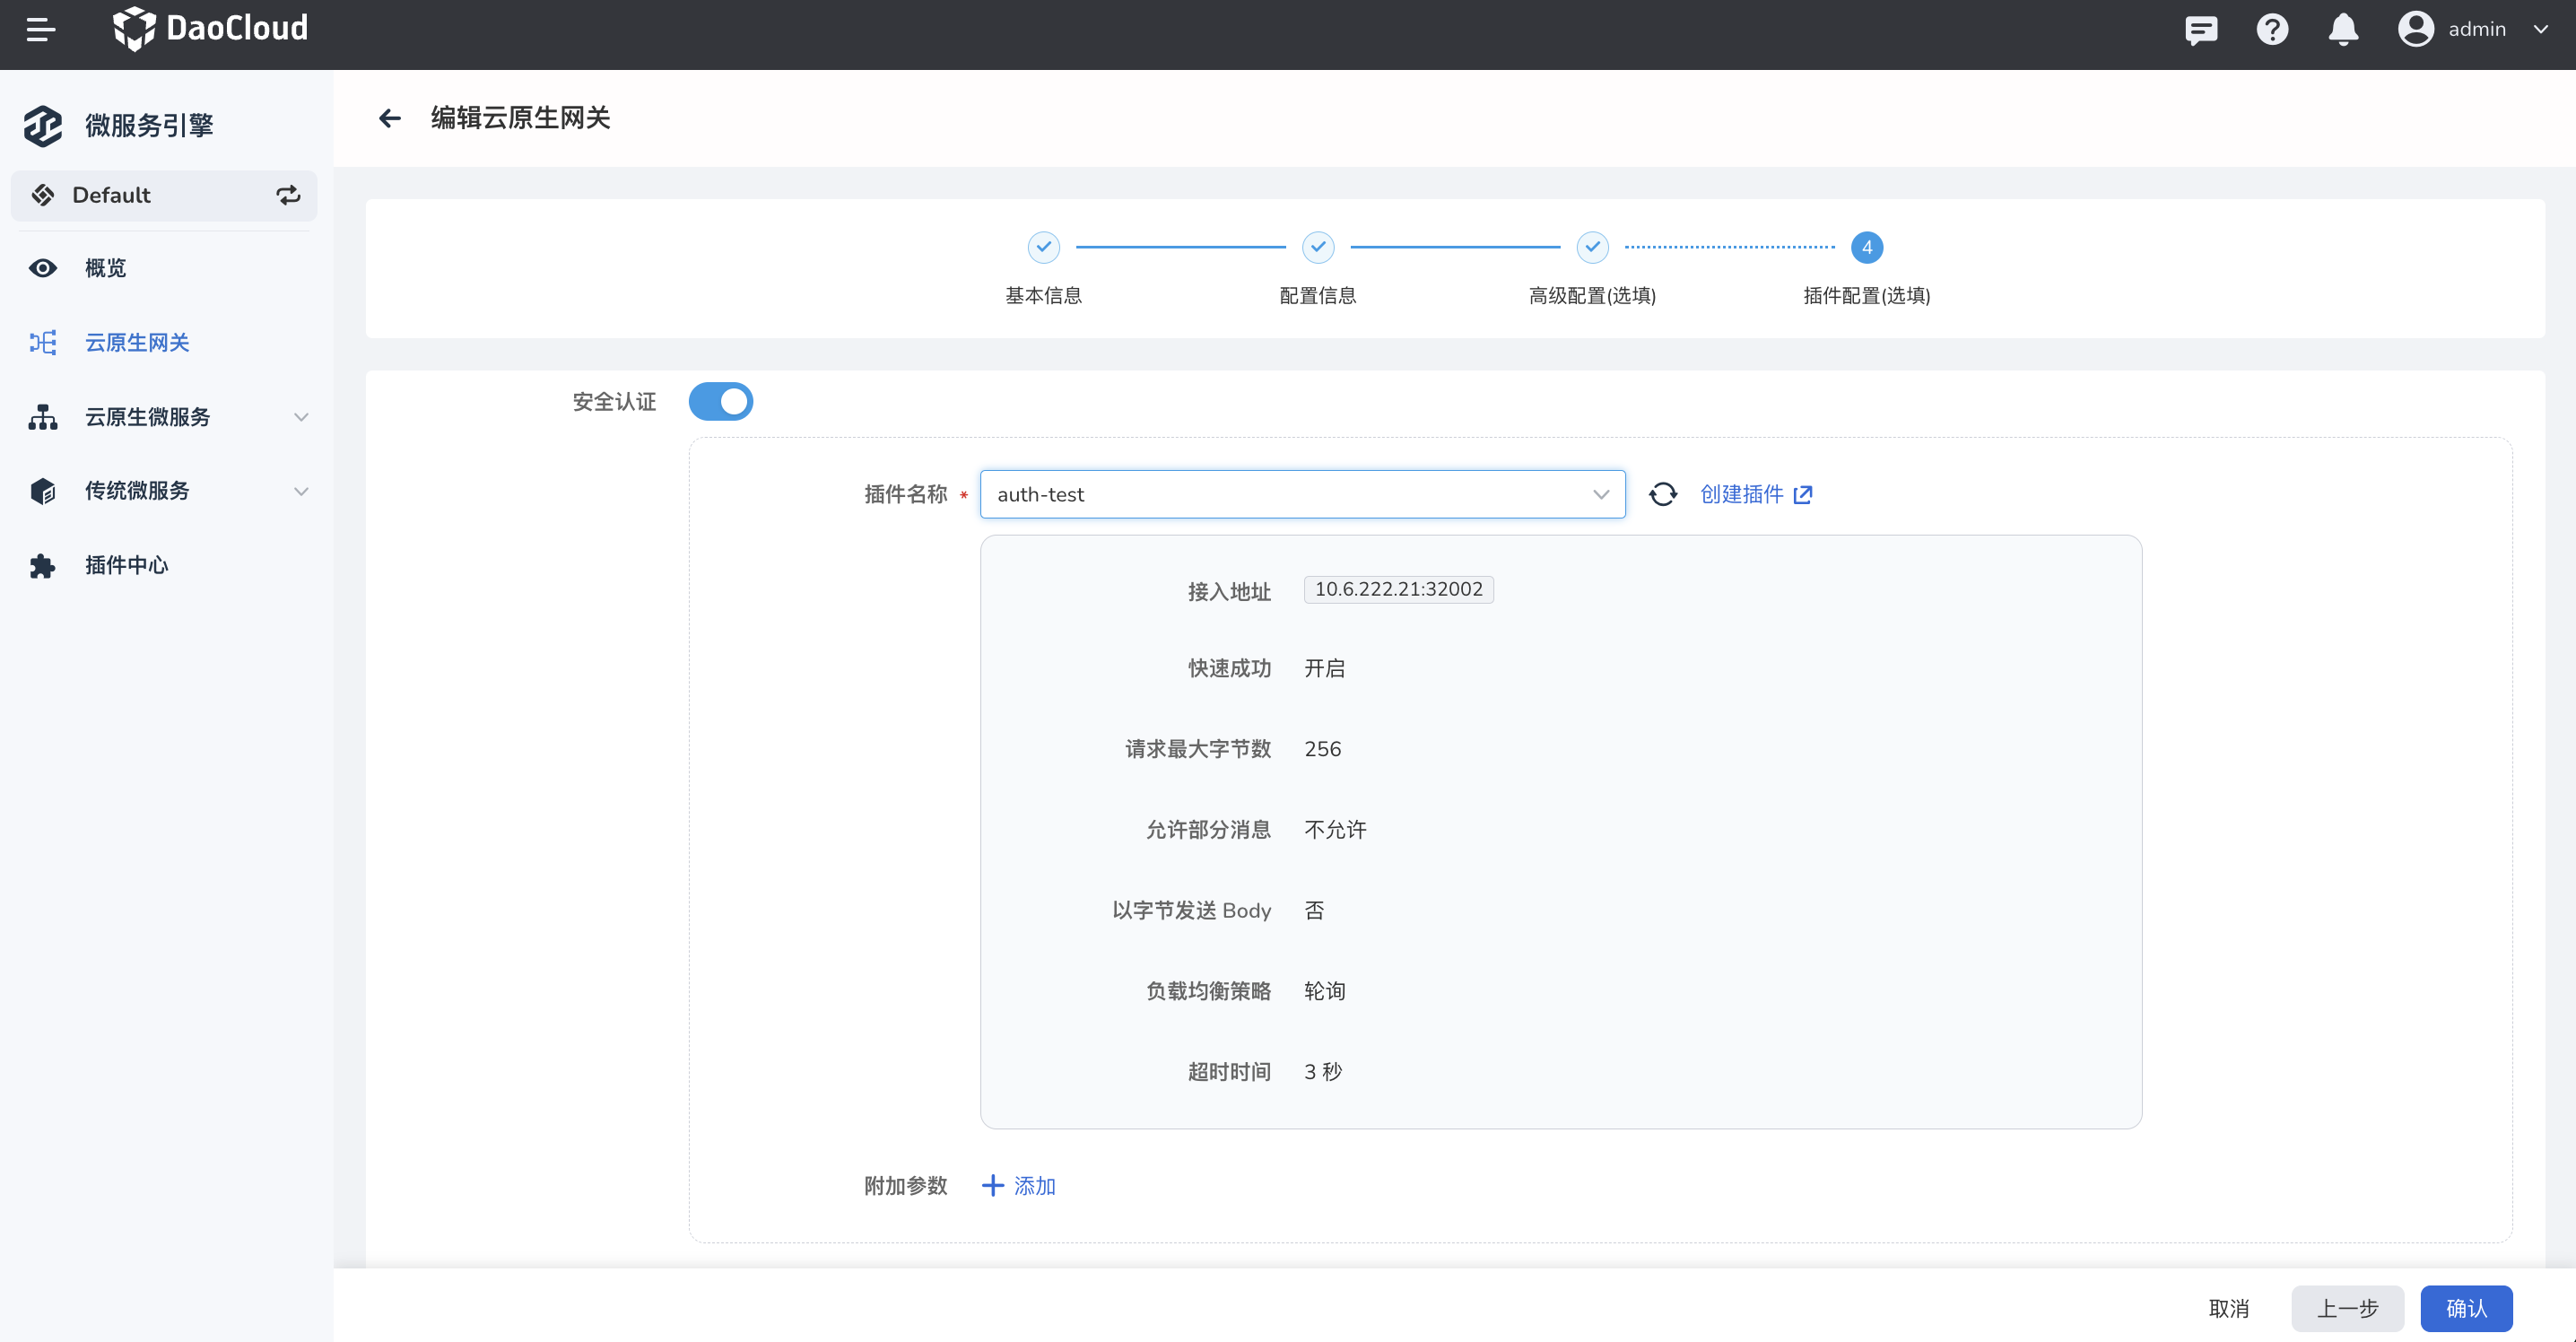 DaoCloud
admin
微服务引擎
Default
概览
云原生网关
云原生微服务
传统微服务
插件中心
编辑云原生网关
4
基本信息
配置信息
高级配置(选填)
插件配置(选填)
安全认证
插件名称 * auth-test 创建插件
接入地址 10.6.222.21:32002
快速成功 开启
请求最大字节数 256
允许部分消息 不允许
以字节发送 Body 否
负载均衡策略 轮询
超时时间 3 秒
附加参数 添加
取消 上一步 确认